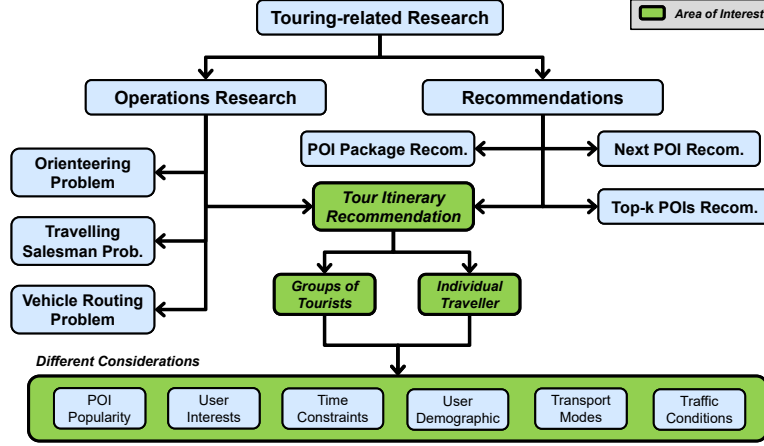 Touring-related Research
Area of Interest
Operations Research
Recommendations
POI Package Recom.
Next POI Recom.
Orienteering
Problem
Tour Itinerary
Recommendation
Top-k POIs Recom.
Travelling
Salesman Prob.
Groups of
Tourists
Individual
Traveller
Vehicle Routing
Problem
Different Considerations
POI
Popularity
User
Interests
Time
Constraints
User
Demographic
Transport
Modes
Traffic
Conditions